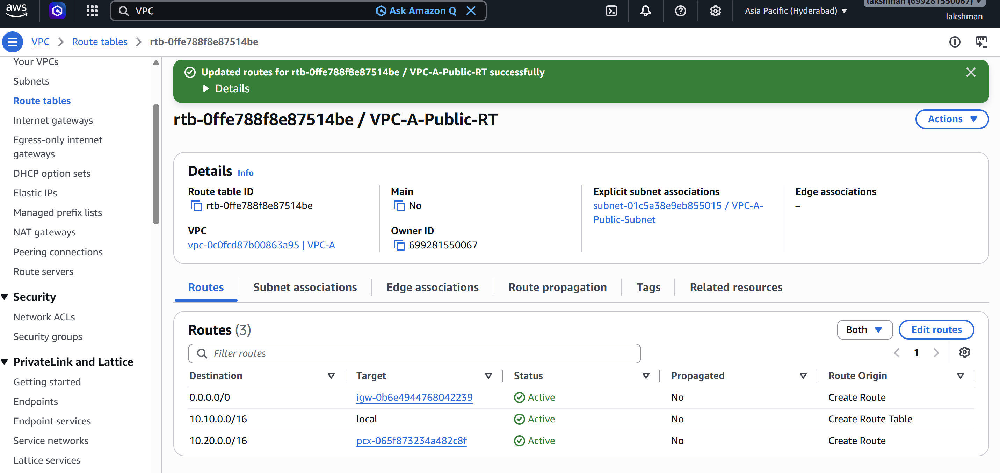 aws
VPC
Ask Amazon Q
Asia Pacific (Hyderabad)
lakshman (699281550067)
lakshman
VPC
Route tables
rtb-0ffe788f8e87514be
Your VPCs
Subnets
Route tables
Internet gateways
Egress-only internet
gateways
DHCP option sets
Elastic IPs
Managed prefix lists
NAT gateways
Peering connections
Route servers
Security
Network ACLs
Security groups
PrivateLink and Lattice
Getting started
Endpoints
Endpoint services
Service networks
Lattice services
Updated routes for rtb-0ffe788f8e87514be / VPC-A-Public-RT successfully
Details
rtb-0ffe788f8e87514be / VPC-A-Public-RT
Actions
Details Info
Route table ID
rtb-0ffe788f8e87514be
Main
No
Explicit subnet associations
subnet-01c5a38e9eb855015 / VPC-A-
Public-Subnet
Edge associations
–
VPC
vpc-0c0fcd87b00863a95 | VPC-A
Owner ID
699281550067
Routes Subnet associations Edge associations Route propagation Tags Related resources
Routes (3)
Both
Edit routes
Filter routes
1
Destination Target Status Propagated Route Origin
0.0.0.0/0 igw-0b6e4944768042239 Active No Create Route
10.10.0.0/16 local Active No Create Route Table
10.20.0.0/16 pcx-065f873234a482c8f Active No Create Route